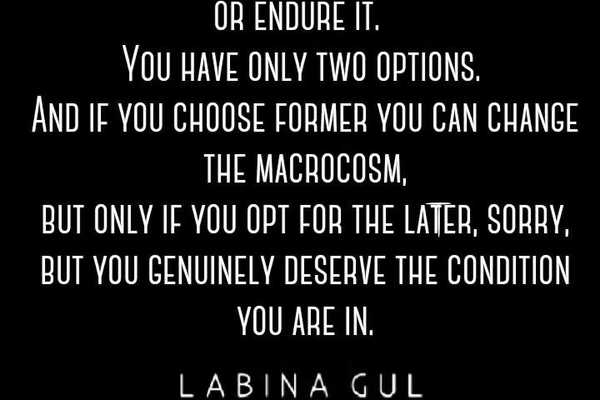 OR ENDURE IT.
YOU HAVE ONLY TWO OPTIONS.
AND IF YOU CHOOSE FORMER YOU CAN CHANGE
THE MACROCOSM,
BUT ONLY IF YOU OPT FOR THE LATTER, SORRY,
BUT YOU GENUINELY DESERVE THE CONDITION
YOU ARE IN.
LABINA GUL